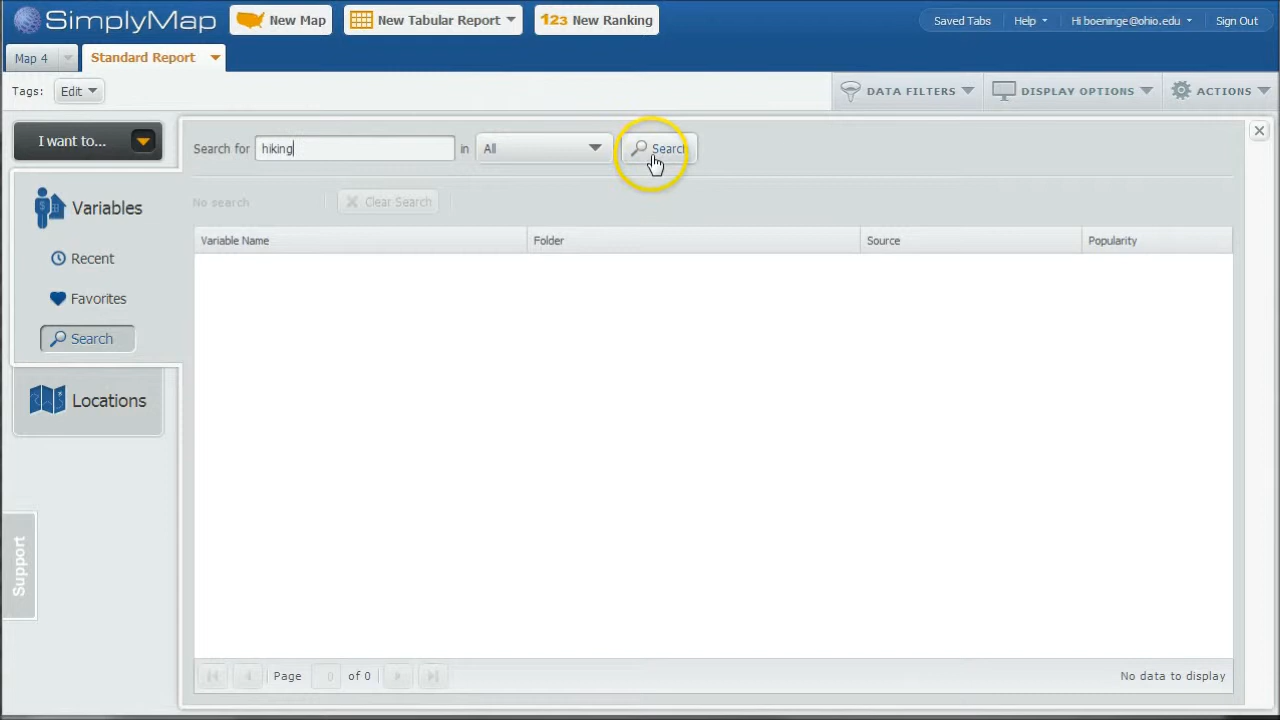 SimplyMap
New Map
New Tabular Report
123 New Ranking
Saved Tabs
Help
Hi boeninge@ohio.edu
Sign Out
Map 4
Standard Report
Tags:
Edit
DATA FILTERS
DISPLAY OPTIONS
ACTIONS
I want to...
Search for
hiking
in
All
Search
Variables
No search
Clear Search
Variable Name
Folder
Source
Popularity
Recent
Favorites
Search
Locations
Support
Page
0
of 0
No data to display